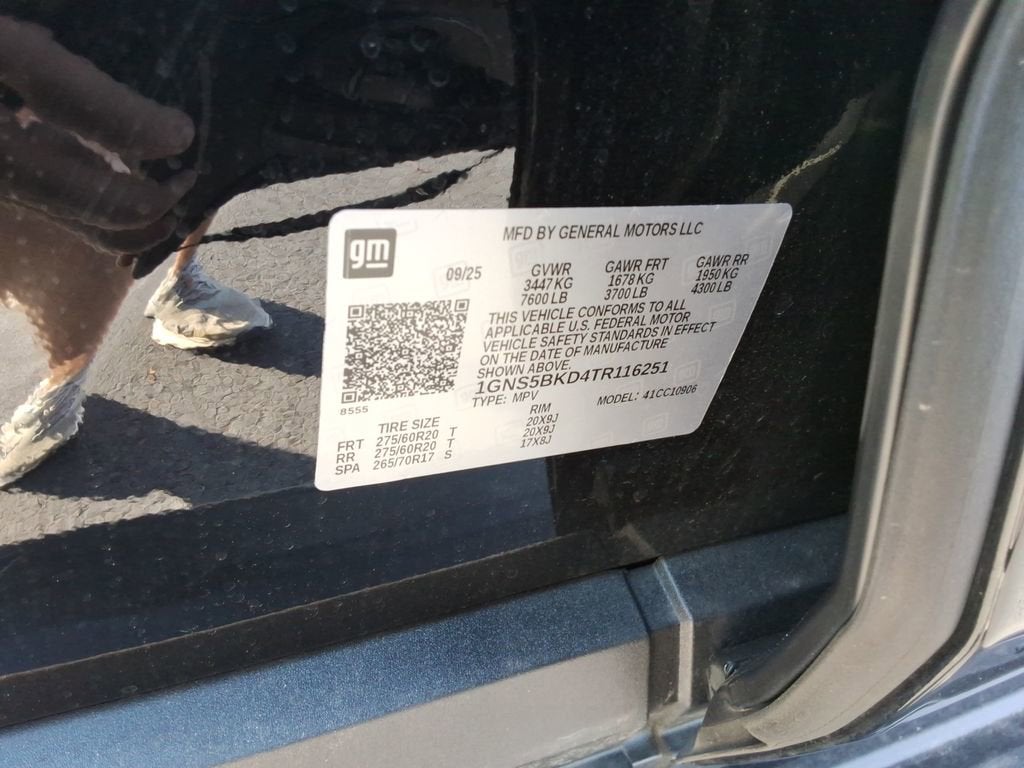 gm
MFD BY GENERAL MOTORS LLC
09/25 GVWR GAWR FRT GAWR RR
3447 KG 1678 KG 1950 KG
7600 LB 3700 LB 4300 LB
THIS VEHICLE CONFORMS TO ALL
APPLICABLE U.S. FEDERAL MOTOR
VEHICLE SAFETY STANDARDS IN EFFECT
ON THE DATE OF MANUFACTURE
SHOWN ABOVE.
1GNS5BKD4TR116251
TYPE: MPV MODEL: 41CC10906
8555
TIRE SIZE RIM
FRT 275/60R20 T 20X9J
RR 275/60R20 T 20X9J
SPA 265/70R17 S 17X8J